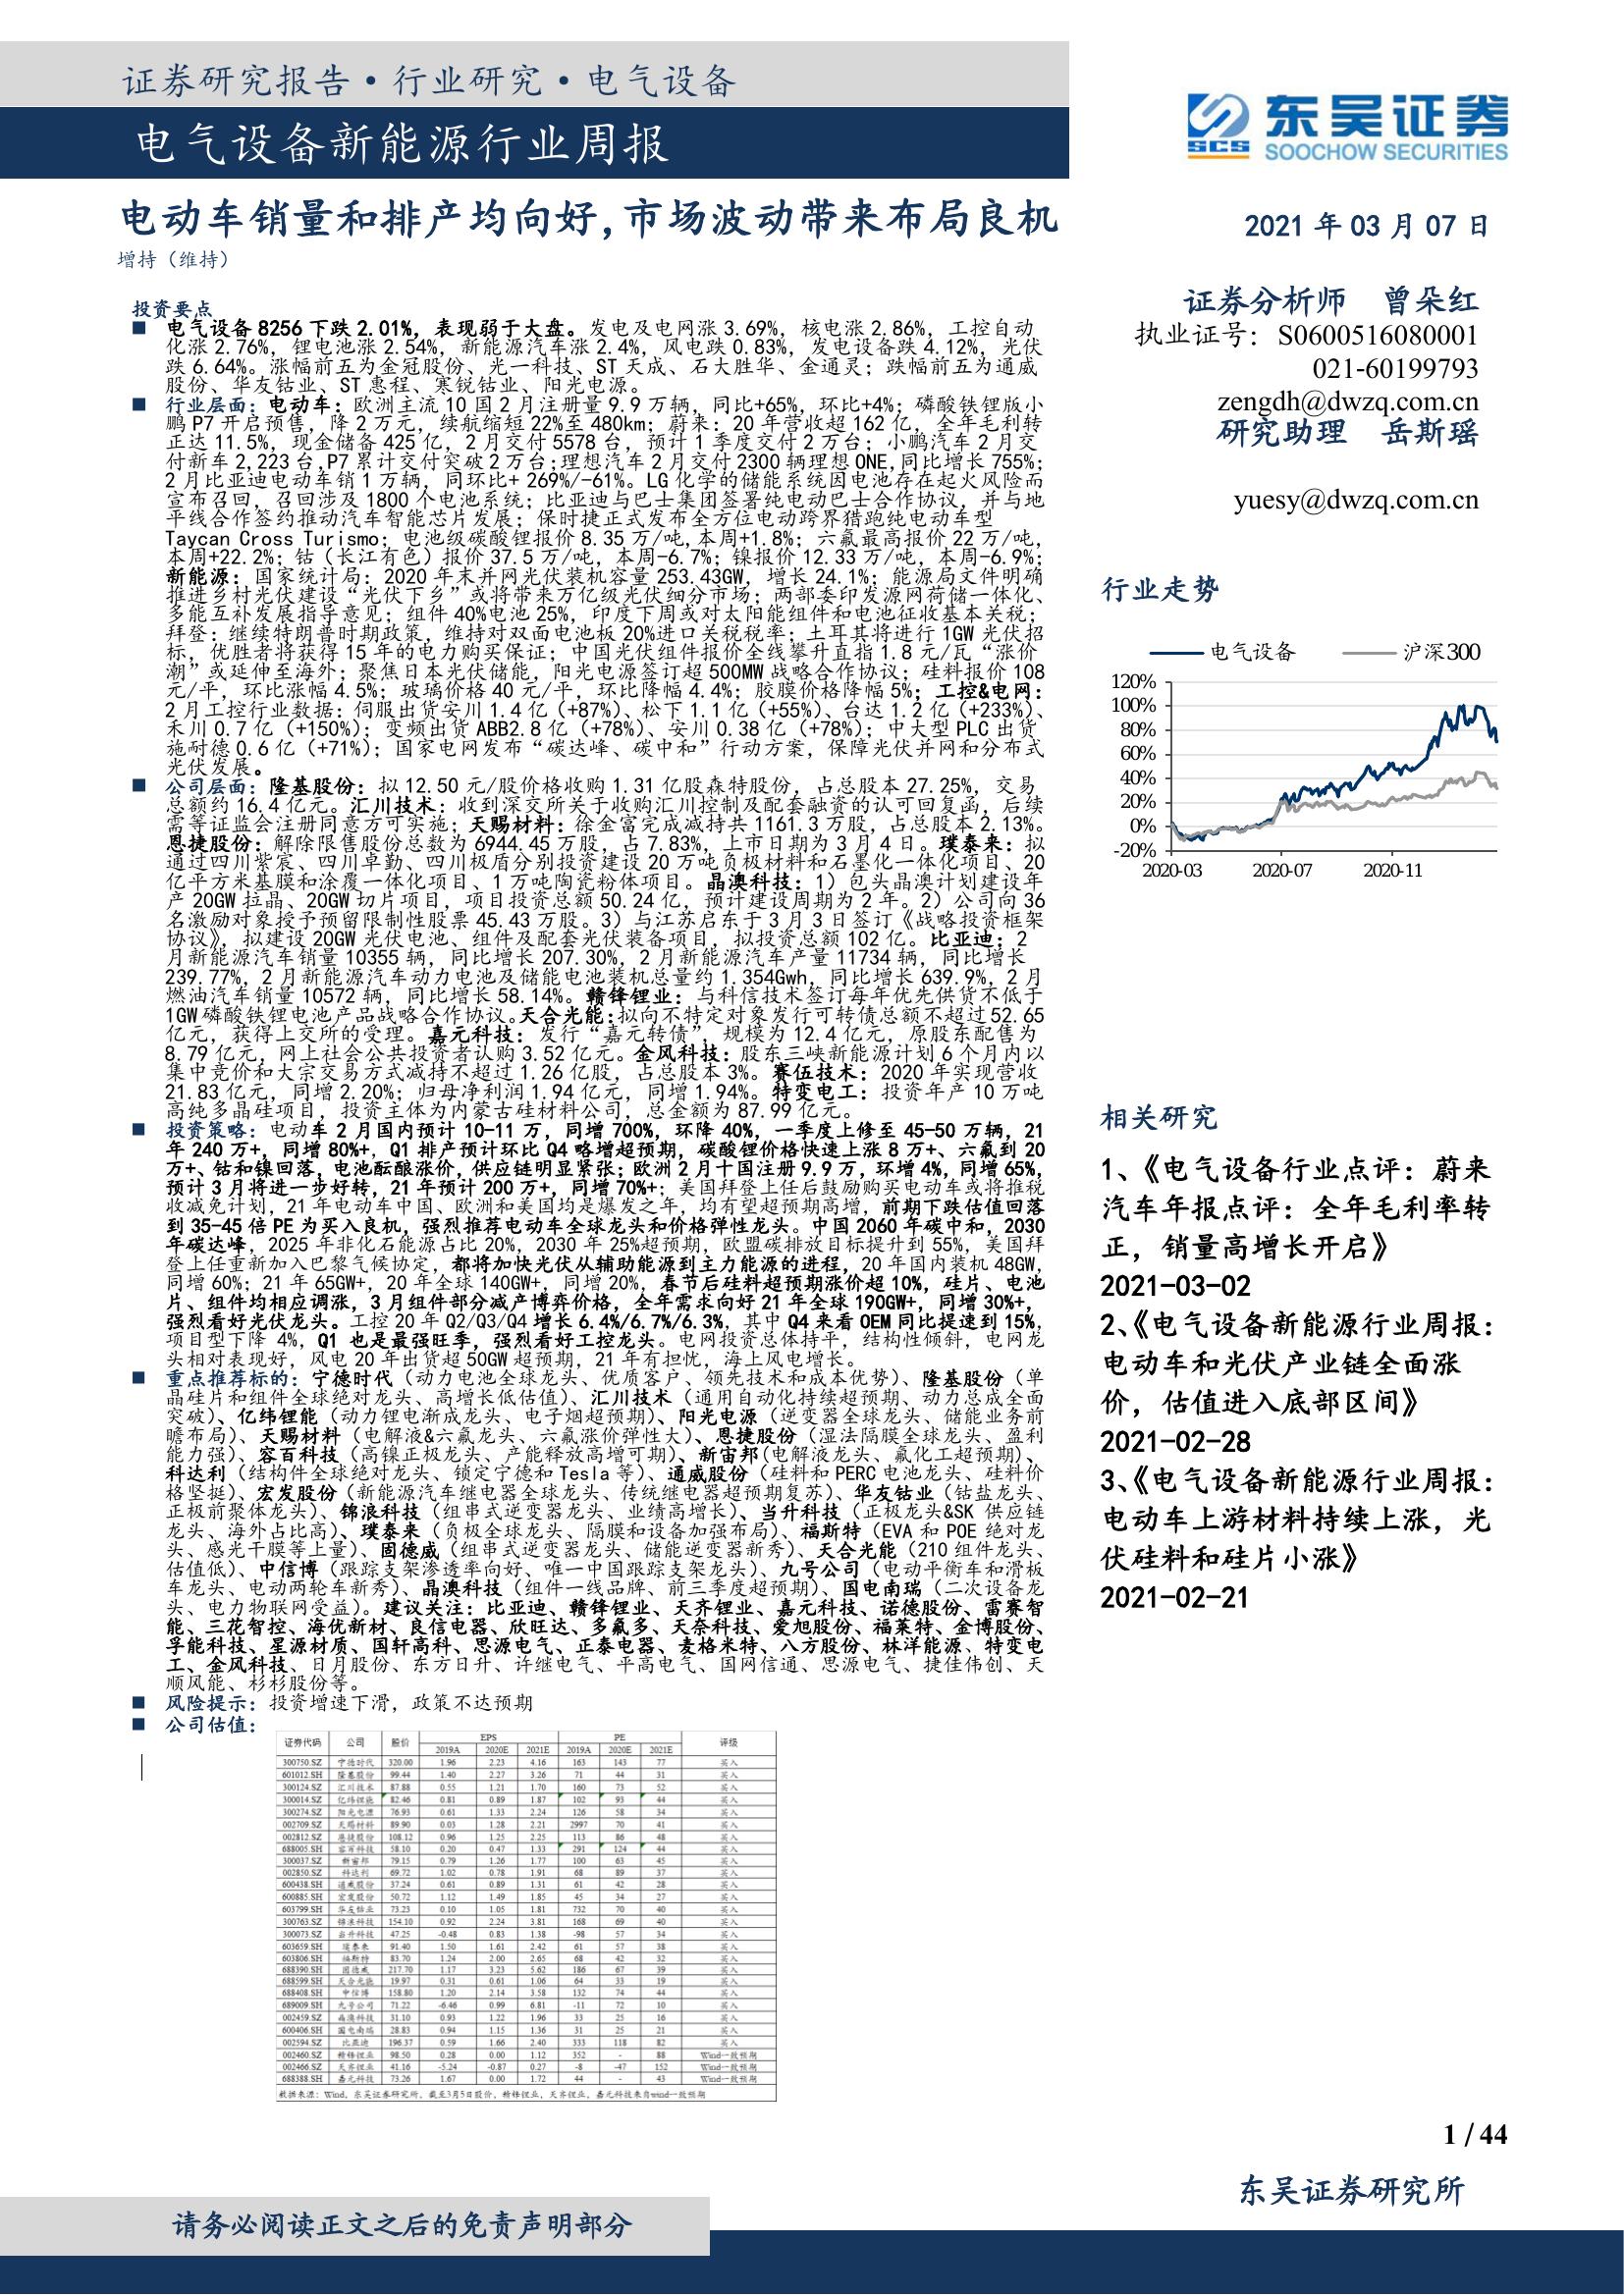 证券研究报告·行业研究·电气设备
电气设备新能源行业周报
东吴证券
SCS
SOOCHOW SECURITIES
电动车销量和排产均向好,市场波动带来布局良机
增持（维持）
2021 年 03 月 07 日
证券分析师 曾朵红
执业证号：S0600516080001
021-60199793
zengdh@dwzq.com.cn
研究助理 岳斯瑶
yuesy@dwzq.com.cn
投资要点
■ 电气设备 8256 下跌 2.01%，表现弱于大盘。发电及电网涨 3.69%，核电涨 2.86%，工控自动
化涨 2.76%，锂电池涨 2.54%，新能源汽车涨 2.4%，风电跌 0.83%，发电设备跌 4.12%，光伏
跌 6.64%。涨幅前五为金冠股份、光一科技、ST 天成、石大胜华、金通灵；跌幅前五为通威
股份、华友钴业、ST 惠程、寒锐钴业、阳光电源。
■ 行业层面：电动车：欧洲主流 10 国 2 月注册量 9.9 万辆，同比+65%，环比+4%；磷酸铁锂版小
鹏 P7 开启预售，降 2 万元，续航缩短 22%至 480km；蔚来：20 年营收超 162 亿，全年毛利转
正达 11.5%，现金储备 425 亿，2 月交付 5578 台，预计 1 季度交付 2 万台；小鹏汽车 2 月交
付新车 2,223 台,P7 累计交付突破 2 万台;理想汽车 2 月交付 2300 辆理想 ONE,同比增长 755%；
2 月比亚迪电动车销 1 万辆，同环比+ 269%/-61%。LG 化学的储能系统因电池存在起火风险而
宣布召回，召回涉及 1800 个电池系统；比亚迪与巴士集团签署纯电动巴士合作协议，并与地
平线合作签约推动汽车智能芯片发展；保时捷正式发布全方位电动跨界猎跑纯电动车型
Taycan Cross Turismo；电池级碳酸锂报价 8.35 万/吨,本周+1.8%；六氟最高报价 22 万/吨，
本周+22.2%；钴（长江有色）报价 37.5 万/吨，本周-6.7%；镍报价 12.33 万/吨，本周-6.9%；
新能源：国家统计局：2020 年末并网光伏装机容量 253.43GW，增长 24.1%；能源局文件明确
推进乡村光伏建设“光伏下乡”或将带来万亿级光伏细分市场；两部委印发源网荷储一体化、
多能互补发展指导意见；组件 40%电池 25%，印度下周或对太阳能组件和电池征收基本关税；
拜登：继续特朗普时期政策，维持对双面电池板 20%进口关税税率；土耳其将进行 1GW 光伏招
标，优胜者将获得 15 年的电力购买保证；中国光伏组件报价全线攀升直指 1.8 元/瓦“涨价
潮”或延伸至海外；聚焦日本光伏储能，阳光电源签订超 500MW 战略合作协议；硅料报价 108
元/平，环比涨幅 4.5%；玻璃价格 40 元/平，环比降幅 4.4%；胶膜价格降幅 5%；工控&电网：
2 月工控行业数据：伺服出货安川 1.4 亿（+87%）、松下 1.1 亿（+55%）、台达 1.2 亿（+233%）、
禾川 0.7 亿（+150%）；变频出货 ABB2.8 亿（+78%）、安川 0.38 亿（+78%）；中大型 PLC 出货
施耐德 0.6 亿（+71%）；国家电网发布“碳达峰、碳中和”行动方案，保障光伏并网和分布式
光伏发展。
■ 公司层面：隆基股份：拟 12.50 元/股价格收购 1.31 亿股森特股份，占总股本 27.25%，交易
总额约 16.4 亿元。汇川技术：收到深交所关于收购汇川控制及配套融资的认可回复函，后续
需等证监会注册同意方可实施；天赐材料：徐金富完成减持共 1161.3 万股，占总股本 2.13%。
恩捷股份：解除限售股份总数为 6944.45 万股，占 7.83%，上市日期为 3 月 4 日。璞泰来：拟
通过四川紫宸、四川卓勤、四川极盾分别投资建设 20 万吨负极材料和石墨化一体化项目、20
亿平方米基膜和涂覆一体化项目、1 万吨陶瓷粉体项目。晶澳科技：1）包头晶澳计划建设年
产 20GW 拉晶、20GW 切片项目，项目投资总额 50.24 亿，预计建设周期为 2 年。2）公司向 36
名激励对象授予预留限制性股票 45.43 万股。3）与江苏启东于 3 月 3 日签订《战略投资框架
协议》，拟建设 20GW 光伏电池、组件及配套光伏装备项目，拟投资总额 102 亿。比亚迪：2
月新能源汽车销量 10355 辆，同比增长 207.30%，2 月新能源汽车产量 11734 辆，同比增长
239.77%，2 月新能源汽车动力电池及储能电池装机总量约 1.354Gwh，同比增长 639.9%，2 月
燃油汽车销量 10572 辆，同比增长 58.14%。赣锋锂业：与科信技术签订每年优先供货不低于
1GW 磷酸铁锂电池产品战略合作协议。天合光能:拟向不特定对象发行可转债总额不超过 52.65
亿元，获得上交所的受理。嘉元科技：发行“嘉元转债”，规模为 12.4 亿元，原股东配售为
8.79 亿元，网上社会公共投资者认购 3.52 亿元。金风科技：股东三峡新能源计划 6 个月内以
集中竞价和大宗交易方式减持不超过 1.26 亿股，占总股本 3%。赛伍技术：2020 年实现营收
21.83 亿元，同增 2.20%；归母净利润 1.94 亿元，同增 1.94%。特变电工：投资年产 10 万吨
高纯多晶硅项目，投资主体为内蒙古硅材料公司，总金额为 87.99 亿元。
■ 投资策略：电动车 2 月国内预计 10-11 万，同增 700%，环降 40%，一季度上修至 45-50 万辆，21
年 240 万+，同增 80%+，Q1 排产预计环比 Q4 略增超预期，碳酸锂价格快速上涨 8 万+、六氟到 20
万+、钴和镍回落，电池酝酿涨价，供应链明显紧张；欧洲 2 月十国注册 9.9 万，环增 4%，同增 65%，
预计 3 月将进一步好转，21 年预计 200 万+，同增 70%+；美国拜登上任后鼓励购买电动车或将推税
收减免计划，21 年电动车中国、欧洲和美国均是爆发之年，均有望超预期高增，前期下跌估值回落
到 35-45 倍 PE 为买入良机，强烈推荐电动车全球龙头和价格弹性龙头。中国 2060 年碳中和，2030
年碳达峰，2025 年非化石能源占比 20%，2030 年 25%超预期，欧盟碳排放目标提升到 55%，美国拜
登上任重新加入巴黎气候协定，都将加快光伏从辅助能源到主力能源的进程，20 年国内装机 48GW，
同增 60%；21 年 65GW+，20 年全球 140GW+，同增 20%，春节后硅料超预期涨价超 10%，硅片、电池
片、组件均相应调涨，3 月组件部分减产博弈价格，全年需求向好 21 年全球 190GW+，同增 30%+，
强烈看好光伏龙头。工控 20 年 Q2/Q3/Q4 增长 6.4%/6.7%/6.3%，其中 Q4 来看 OEM 同比提速到 15%，
项目型下降 4%，Q1 也是最强旺季，强烈看好工控龙头。电网投资总体持平，结构性倾斜，电网龙
头相对表现好，风电 20 年出货超 50GW 超预期，21 年有担忧，海上风电增长。
■ 重点推荐标的：宁德时代（动力电池全球龙头、优质客户、领先技术和成本优势）、隆基股份（单
晶硅片和组件全球绝对龙头、高增长低估值）、汇川技术（通用自动化持续超预期、动力总成全面
突破）、亿纬锂能（动力锂电渐成龙头、电子烟超预期）、阳光电源（逆变器全球龙头、储能业务前
瞻布局）、天赐材料（电解液&六氟龙头、六氟涨价弹性大）、恩捷股份（湿法隔膜全球龙头、盈利
能力强）、容百科技（高镍正极龙头、产能释放高增可期）、新宙邦(电解液龙头、氟化工超预期)、
科达利（结构件全球绝对龙头、锁定宁德和 Tesla 等）、通威股份（硅料和 PERC 电池龙头、硅料价
格坚挺）、宏发股份（新能源汽车继电器全球龙头、传统继电器超预期复苏）、华友钴业（钴盐龙头、
正极前聚体龙头）、锦浪科技（组串式逆变器龙头、业绩高增长）、当升科技（正极龙头&SK 供应链
龙头、海外占比高）、璞泰来（负极全球龙头、隔膜和设备加强布局）、福斯特（EVA 和 POE 绝对龙
头、感光干膜等上量）、固德威（组串式逆变器龙头、储能逆变器新秀）、天合光能（210 组件龙头、
估值低）、中信博（跟踪支架渗透率向好、唯一中国跟踪支架龙头）、九号公司（电动平衡车和滑板
车龙头、电动两轮车新秀）、晶澳科技（组件一线品牌、前三季度超预期）、国电南瑞（二次设备龙
头、电力物联网受益）。建议关注：比亚迪、赣锋锂业、天齐锂业、嘉元科技、诺德股份、雷赛智
能、三花智控、海优新材、良信电器、欣旺达、多氟多、天奈科技、爱旭股份、福莱特、金博股份、
孚能科技、星源材质、国轩高科、思源电气、正泰电器、麦格米特、八方股份、林洋能源、特变电
工、金风科技、日月股份、东方日升、许继电气、平高电气、国网信通、思源电气、捷佳伟创、天
顺风能、杉杉股份等。
■ 风险提示：投资增速下滑，政策不达预期
■ 公司估值：
证券代码 公司 股价 EPS PE 评级
2019A 2020E 2021E 2019A 2020E 2021E
300750.SZ 宁德时代 320.00 1.96 2.23 4.16 163 143 77 买入
601012.SH 隆基股份 99.44 1.40 2.27 3.26 71 44 31 买入
300124.SZ 汇川技术 87.88 0.55 1.21 1.70 160 73 52 买入
300014.SZ 亿纬锂能 82.46 0.81 0.89 1.87 102 93 44 买入
300274.SZ 阳光电源 76.93 0.61 1.33 2.24 126 58 34 买入
002709.SZ 天赐材料 89.90 0.03 1.28 2.21 2997 70 41 买入
002812.SZ 恩捷股份 108.12 0.96 1.25 2.25 113 86 48 买入
688005.SH 容百科技 58.10 0.20 0.47 1.33 291 124 44 买入
300037.SZ 新宙邦 79.15 0.79 1.26 1.77 100 63 45 买入
002850.SZ 科达利 69.72 1.02 0.78 1.91 68 89 37 买入
600438.SH 通威股份 37.24 0.61 0.89 1.31 61 42 28 买入
600885.SH 宏发股份 50.72 1.12 1.49 1.85 45 34 27 买入
603799.SH 华友钴业 73.23 0.10 1.05 1.81 732 70 40 买入
300763.SZ 锦浪科技 154.10 0.92 2.24 3.81 168 69 40 买入
300073.SZ 当升科技 47.25 -0.48 0.83 1.38 -98 57 34 买入
603659.SH 璞泰来 91.40 1.50 1.61 2.42 61 57 38 买入
603806.SH 福斯特 83.70 1.24 2.00 2.65 68 42 32 买入
688390.SH 固德威 217.70 1.17 3.23 5.62 186 67 39 买入
688599.SH 天合光能 19.97 0.31 0.61 1.06 64 33 19 买入
688408.SH 中信博 158.80 1.20 2.14 3.58 132 74 44 买入
689009.SH 九号公司 71.22 -6.46 0.99 6.81 -11 72 10 买入
002459.SZ 晶澳科技 31.10 0.93 1.22 1.96 33 25 16 买入
600406.SH 国电南瑞 28.83 0.94 1.15 1.36 31 25 21 买入
002594.SZ 比亚迪 196.37 0.59 1.66 2.40 333 118 82 买入
002460.SZ 赣锋锂业 98.50 0.28 0.00 1.12 352 - 88 Wind一致预期
002466.SZ 天齐锂业 41.16 -5.24 -0.87 0.27 -8 -47 152 Wind一致预期
688388.SH 嘉元科技 73.26 1.67 0.00 1.72 44 - 43 Wind一致预期
数据来源：Wind，东吴证券研究所，截至3月5日股价，赣锋锂业，天齐锂业，嘉元科技来自wind一致预期
行业走势
电气设备 沪深300
120%
100%
80%
60%
40%
20%
0%
-20%
2020-03 2020-07 2020-11
相关研究
1、《电气设备行业点评：蔚来
汽车年报点评：全年毛利率转
正，销量高增长开启》
2021-03-02
2、《电气设备新能源行业周报：
电动车和光伏产业链全面涨
价，估值进入底部区间》
2021-02-28
3、《电气设备新能源行业周报：
电动车上游材料持续上涨，光
伏硅料和硅片小涨》
2021-02-21
1 / 44
东吴证券研究所
请务必阅读正文之后的免责声明部分